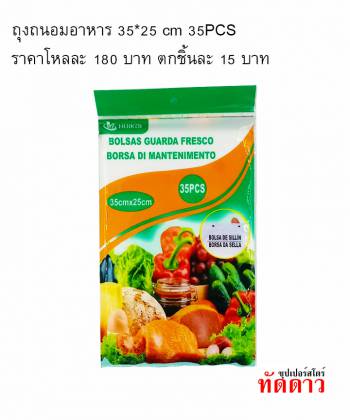 ถุงถนอมอาหาร 35*25 cm 35PCS
ราคาโหลละ 180 บาท ตกชิ้นละ 15 บาท
BOLSAS GUARDA FRESCO
BORSA DI MANTENIMENTO
35PCS
35cmx25cm
BOLSA DE SILLIN
BORSA DA SELLA
ซุปเปอร์สโตร์
ทัดดาว